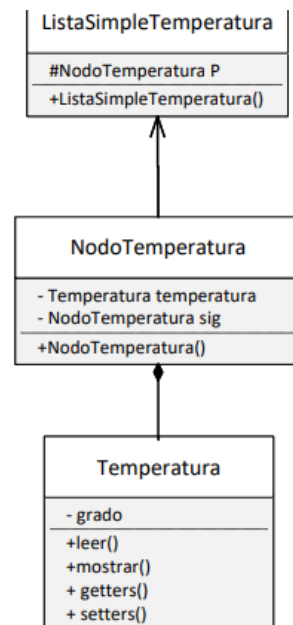 ListaSimpleTemperatura
#NodoTemperatura P
+ListaSimpleTemperatura()
NodoTemperatura
- Temperatura temperatura
- NodoTemperatura sig
+NodoTemperatura()
Temperatura
- grado
+leer()
+mostrar()
+ getters()
+ setters()